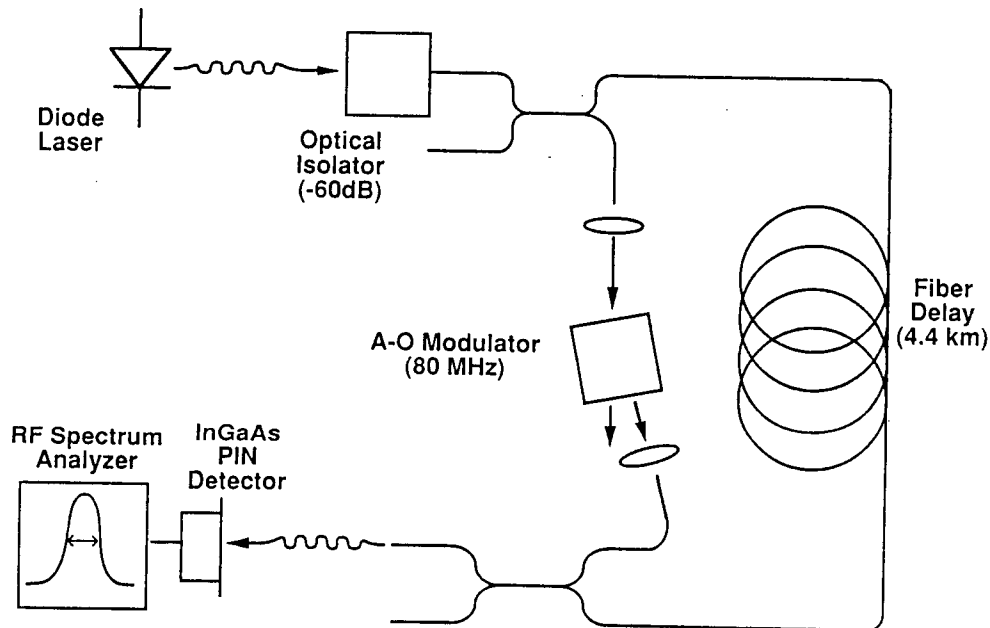 Diode
Laser
Optical
Isolator
(-60dB)
Fiber
Delay
(4.4 km)
A-O Modulator
(80 MHz)
RF Spectrum
Analyzer
InGaAs
PIN
Detector